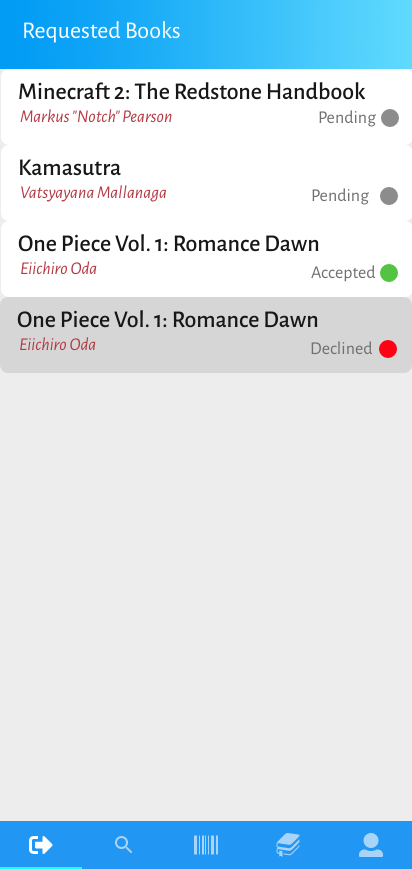 Requested Books
Minecraft 2: The Redstone Handbook
Markus "Notch" Pearson
Pending
Kamasutra
Vatsyayana Mallanaga
Pending
One Piece Vol. 1: Romance Dawn
Eiichiro Oda
Accepted
One Piece Vol. 1: Romance Dawn
Eiichiro Oda
Declined